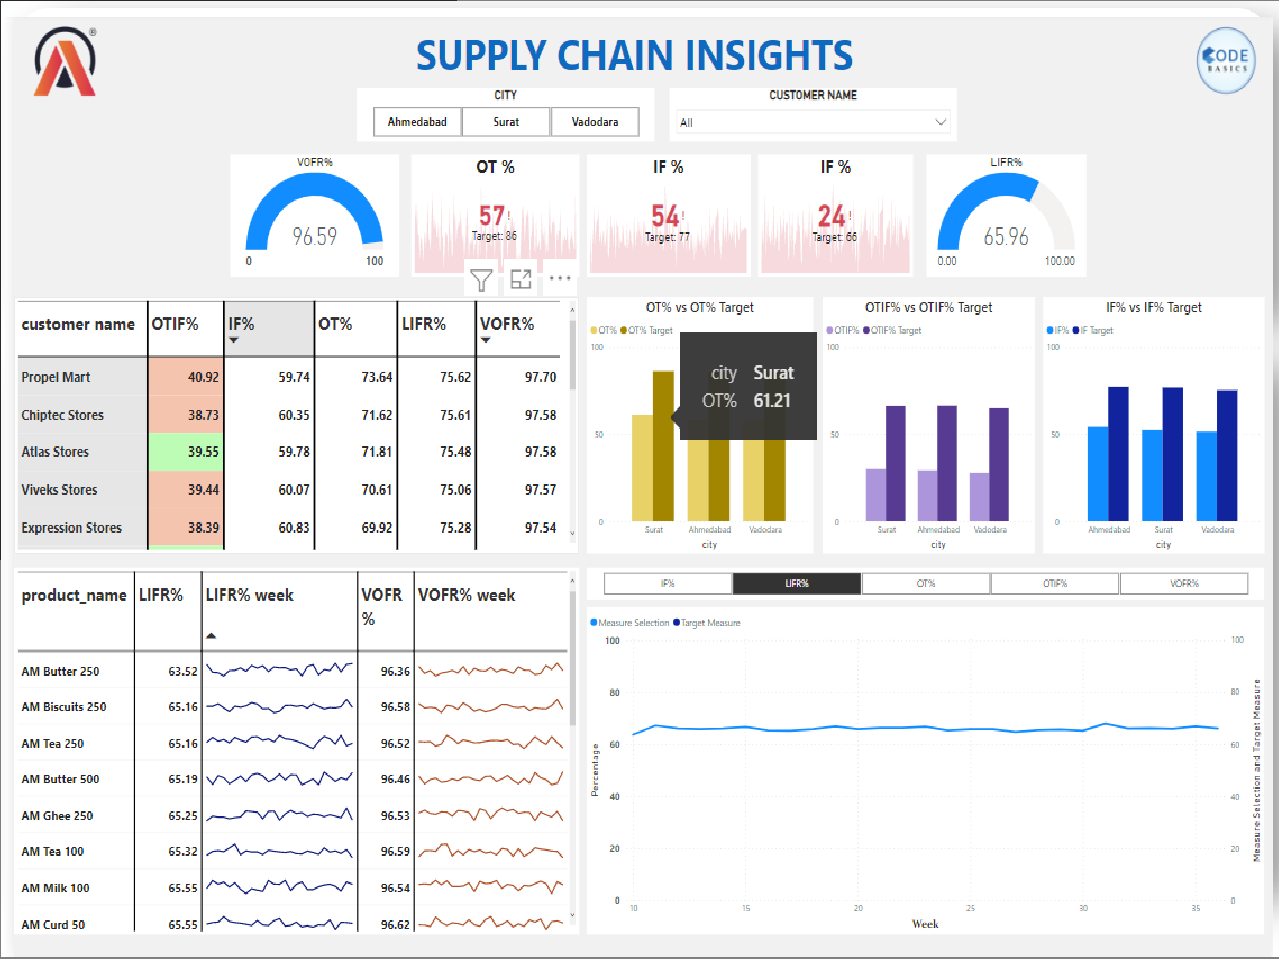 SUPPLY CHAIN INSIGHTS
CODE
BASICS
CITY
Ahmedabad Surat Vadodara
CUSTOMER NAME
All
VOFR%
96.59
0 100
OT %
57!
Target: 86
IF %
54!
Target: 77
IF %
24!
Target: 66
LIFR%
65.96
0.00 100.00
customer name OTIF% IF% OT% LIFR% VOFR%
Propel Mart 40.92 59.74 73.64 75.62 97.70
Chiptec Stores 38.73 60.35 71.62 75.61 97.58
Atlas Stores 39.55 59.78 71.81 75.48 97.58
Viveks Stores 39.44 60.07 70.61 75.06 97.57
Expression Stores 38.39 60.83 69.92 75.28 97.54
OT% vs OT% Target
OT% OT% Target
100
50
0
city Surat
OT% 61.21
Surat Ahmedabad Vadodara
city
OTIF% vs OTIF% Target
OTIF% OTIF% Target
100
50
0
Surat Ahmedabad Vadodara
city
IF% vs IF% Target
IF% IF Target
100
50
0
Ahmedabad Surat Vadodara
city
product_name LIFR% LIFR% week VOFR % VOFR% week
AM Butter 250 63.52 96.36
AM Biscuits 250 65.16 96.58
AM Tea 250 65.16 96.52
AM Butter 500 65.19 96.46
AM Ghee 250 65.25 96.53
AM Tea 100 65.32 96.59
AM Milk 100 65.55 96.54
AM Curd 50 65.55 96.62
IF% LIFR% OT% OTIF% VOFR%
Measure Selection Target Measure
Percentage
100
80
60
40
20
0
10 15 20 25 30 35
Week
100
80
60
40
20
0
Measure Selection and Target Measure